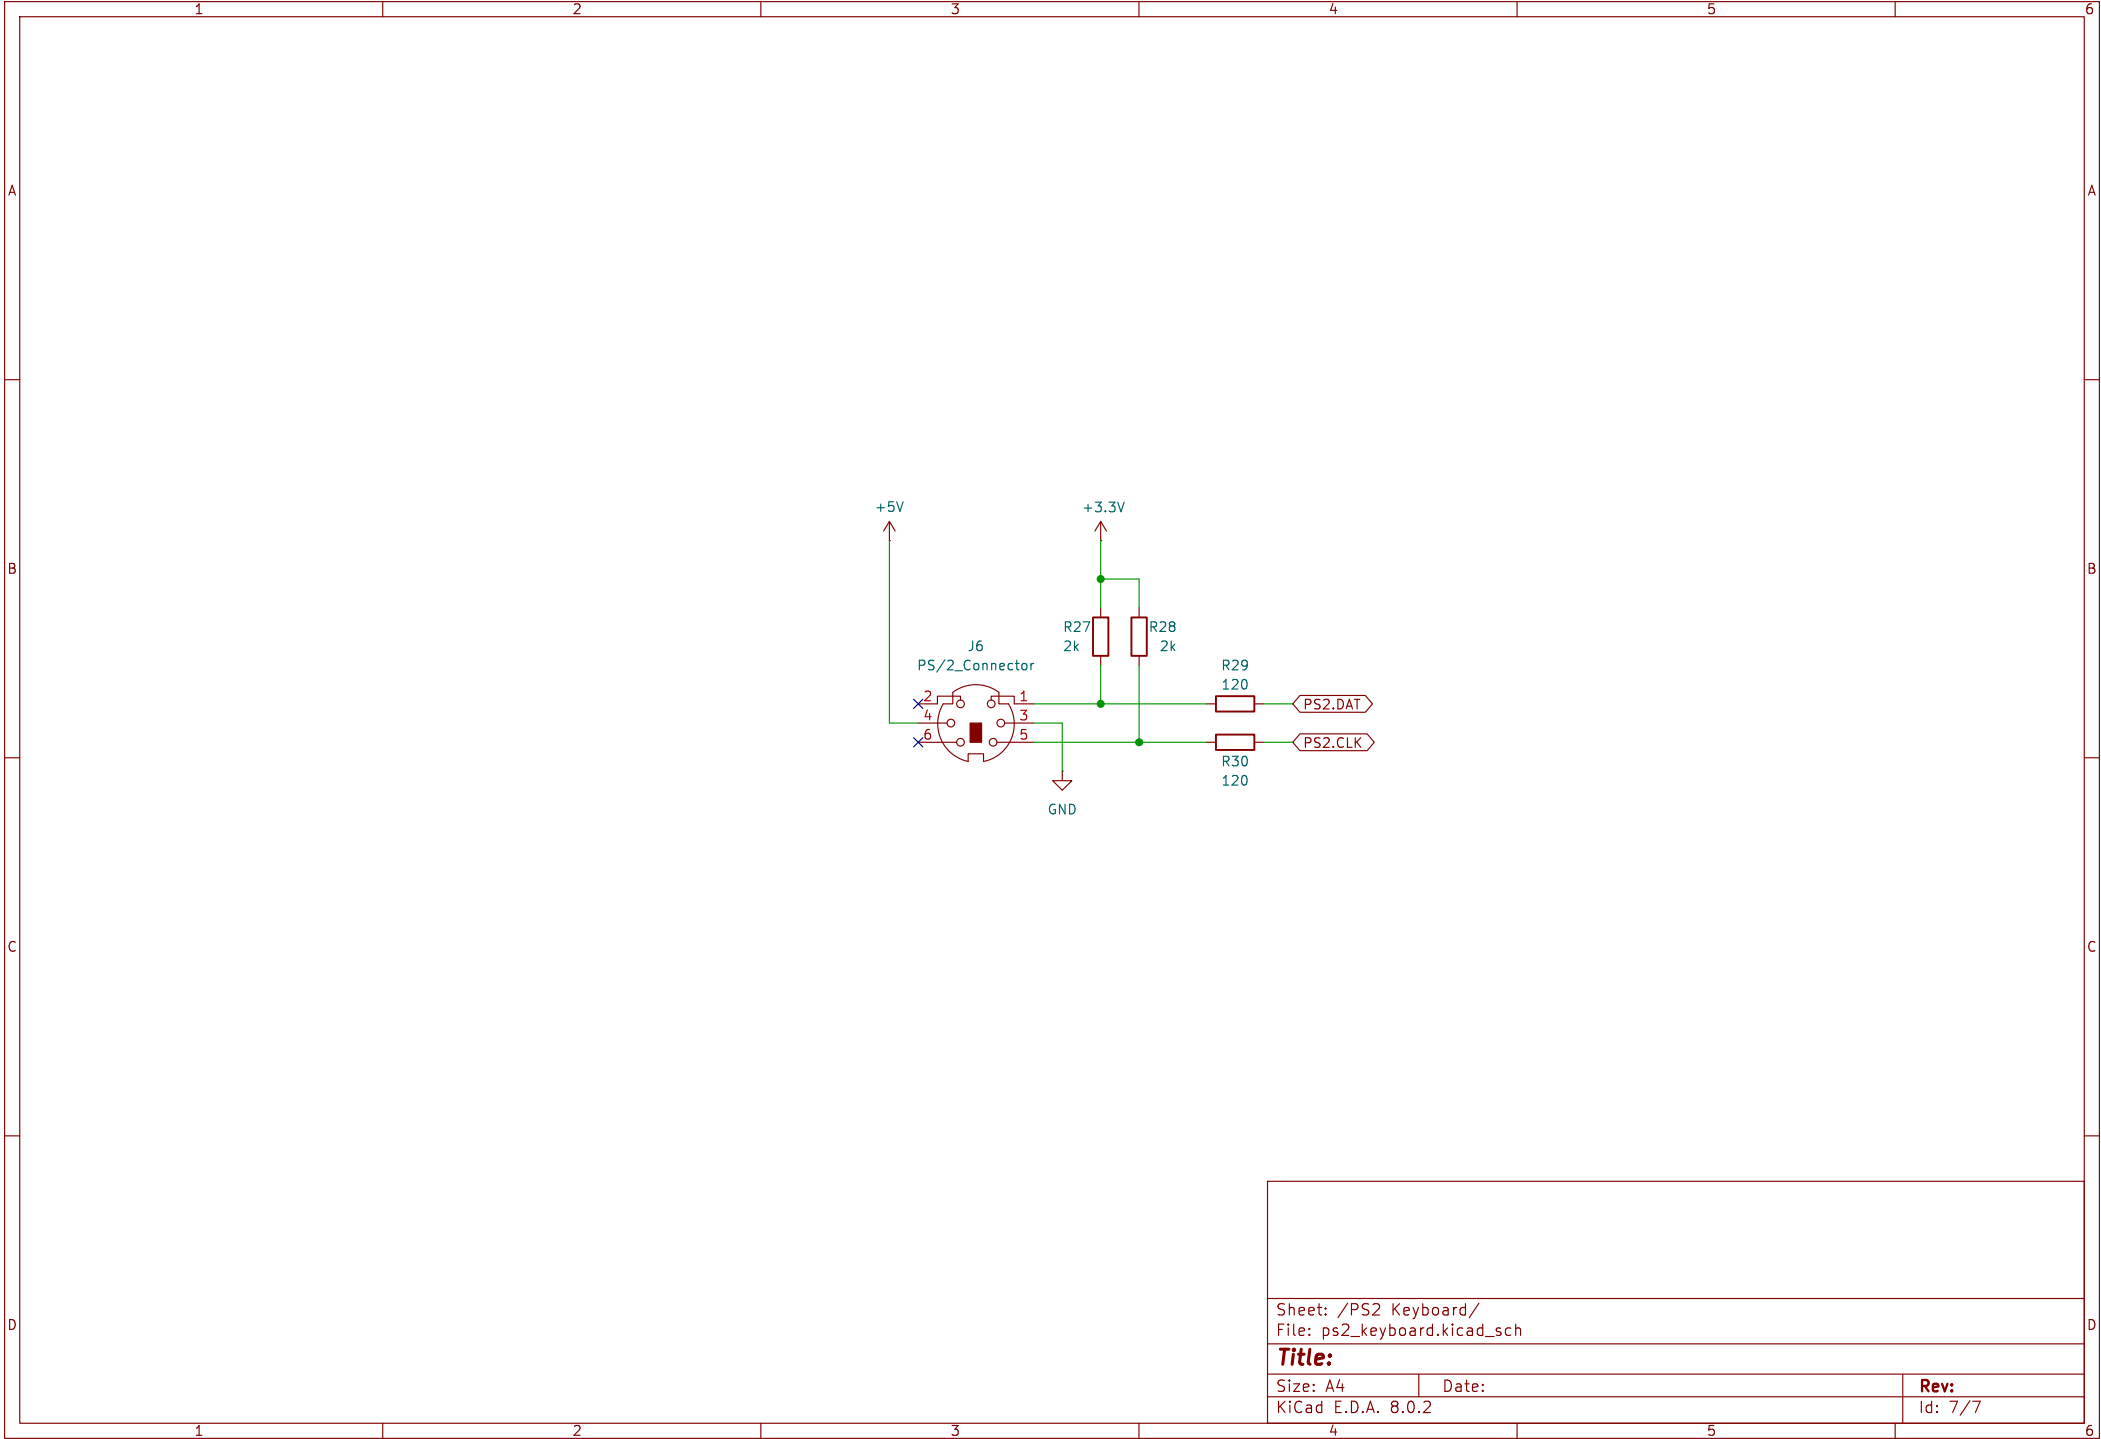 1 2 3 4 5 6
A A
+5V +3.3V
B B
R27 R28
2k 2k
J6
PS/2_Connector
R29
120
2 1
PS2.DAT
4 3
6 5
PS2.CLK
R30
120
GND
C C
Sheet: /PS2 Keyboard/
File: ps2_keyboard.kicad_sch
D D
Title:
Size: A4 Date: Rev:
KiCad E.D.A. 8.0.2 Id: 7/7
1 2 3 4 5 6